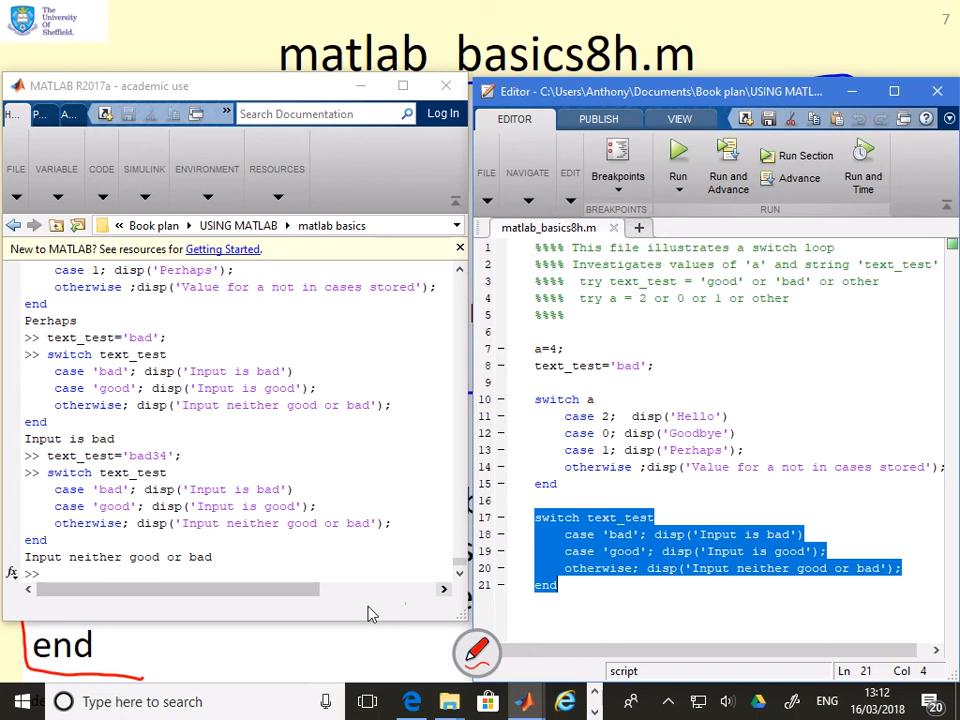 The
University
Of
Sheffield.
7
matlab_basics8h.m
MATLAB R2017a - academic use
H...
P...
A...
Search Documentation
Log In
FILE
VARIABLE
CODE
SIMULINK
ENVIRONMENT
RESOURCES
Book plan
USING MATLAB
matlab basics
New to MATLAB? See resources for Getting Started.
case 1; disp('Perhaps');
otherwise ;disp('Value for a not in cases stored');
end
Perhaps
>> text_test='bad';
>> switch text_test
case 'bad'; disp('Input is bad')
case 'good'; disp('Input is good');
otherwise; disp('Input neither good or bad');
end
Input is bad
>> text_test='bad34';
>> switch text_test
case 'bad'; disp('Input is bad')
case 'good'; disp('Input is good');
otherwise; disp('Input neither good or bad');
end
Input neither good or bad
fx >>
end
Editor - C:\Users\Anthony\Documents\Book plan\USING MATL...
EDITOR
PUBLISH
VIEW
FILE
NAVIGATE
EDIT
Breakpoints
Run
Run and
Advance
Run Section
Advance
Run and
Time
BREAKPOINTS
RUN
matlab_basics8h.m
1 %%%% This file illustrates a switch loop
2 %%%% Investigates values of 'a' and string 'text_test'
3 %%%% try text_test = 'good' or 'bad' or other
4 %%%% try a = 2 or 0 or 1 or other
5 %%%%
6
7 a=4;
8 text_test='bad';
9
10 switch a
11 case 2; disp('Hello')
12 case 0; disp('Goodbye')
13 case 1; disp('Perhaps');
14 otherwise ;disp('Value for a not in cases stored');
15 end
16
17 switch text_test
18 case 'bad'; disp('Input is bad')
19 case 'good'; disp('Input is good');
20 otherwise; disp('Input neither good or bad');
21 end
script
Ln 21 Col 4
Type here to search
ENG
13:12
16/03/2018
20